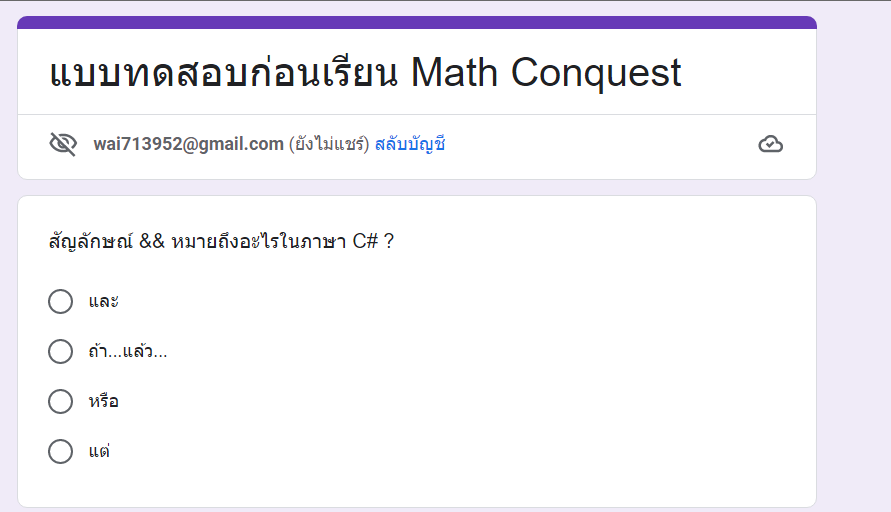 แบบทดสอบก่อนเรียน Math Conquest
wai713952@gmail.com (ยังไม่แชร์) สลับบัญชี
สัญลักษณ์ && หมายถึงอะไรในภาษา C# ?
และ
ถ้า...แล้ว...
หรือ
แต่